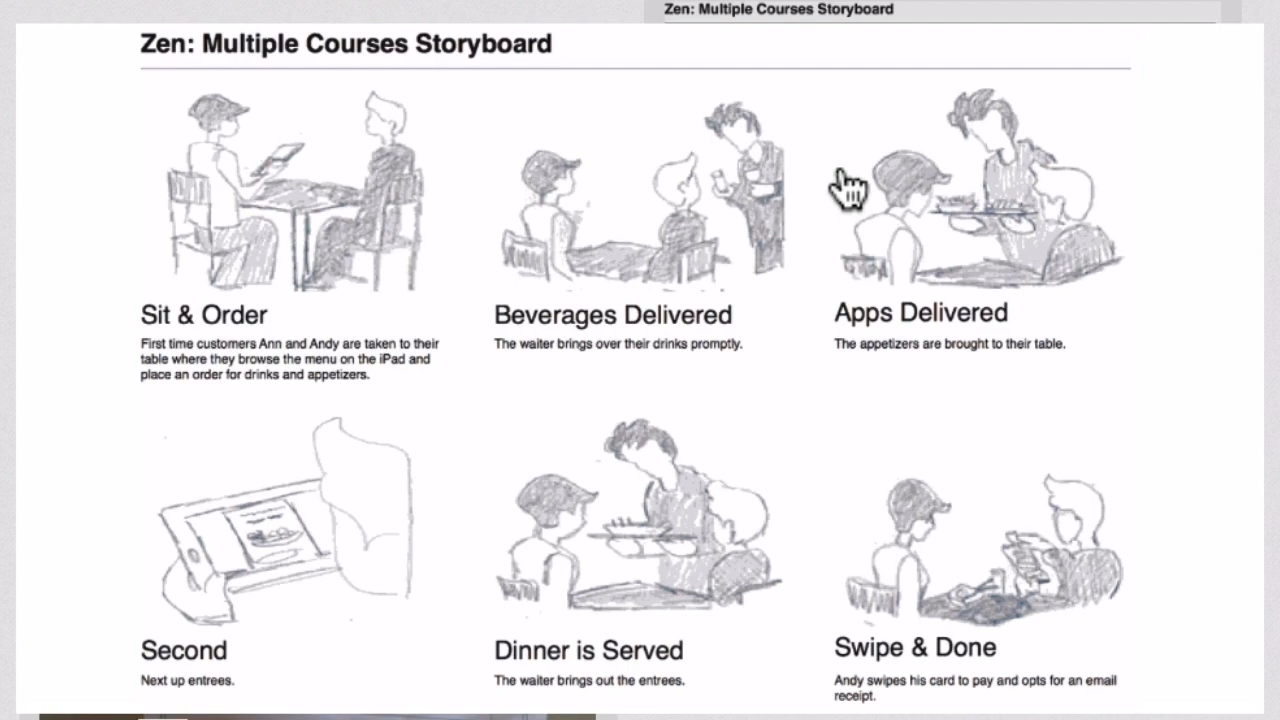 Zen: Multiple Courses Storyboard
Zen: Multiple Courses Storyboard
Sit & Order
First time customers Ann and Andy are taken to their
table where they browse the menu on the iPad and
place an order for drinks and appetizers.
Beverages Delivered
The waiter brings over their drinks promptly.
Apps Delivered
The appetizers are brought to their table.
Second
Next up entrees.
Dinner is Served
The waiter brings out the entrees.
Swipe & Done
Andy swipes his card to pay and opts for an email
receipt.